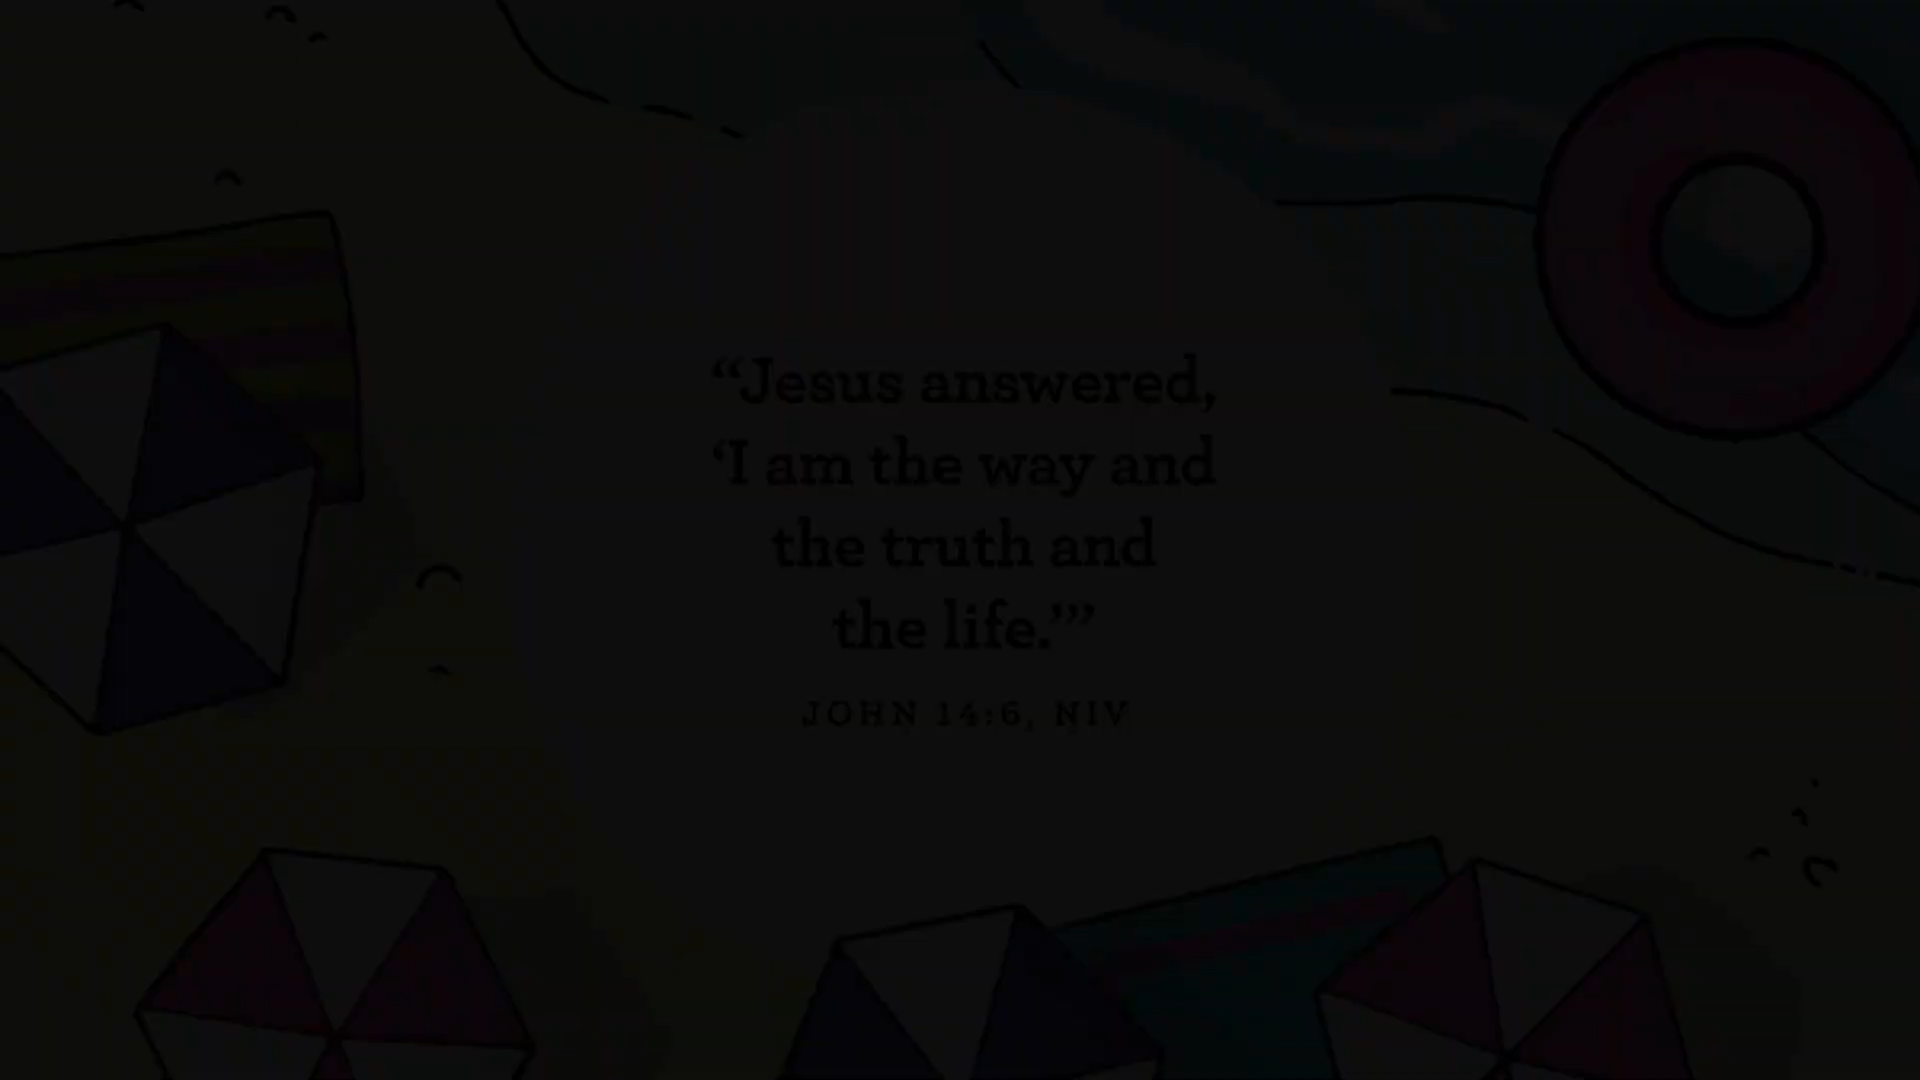 “Jesus answered,
‘I am the way and
the truth and
the life.’”
JOHN 14:6, NIV